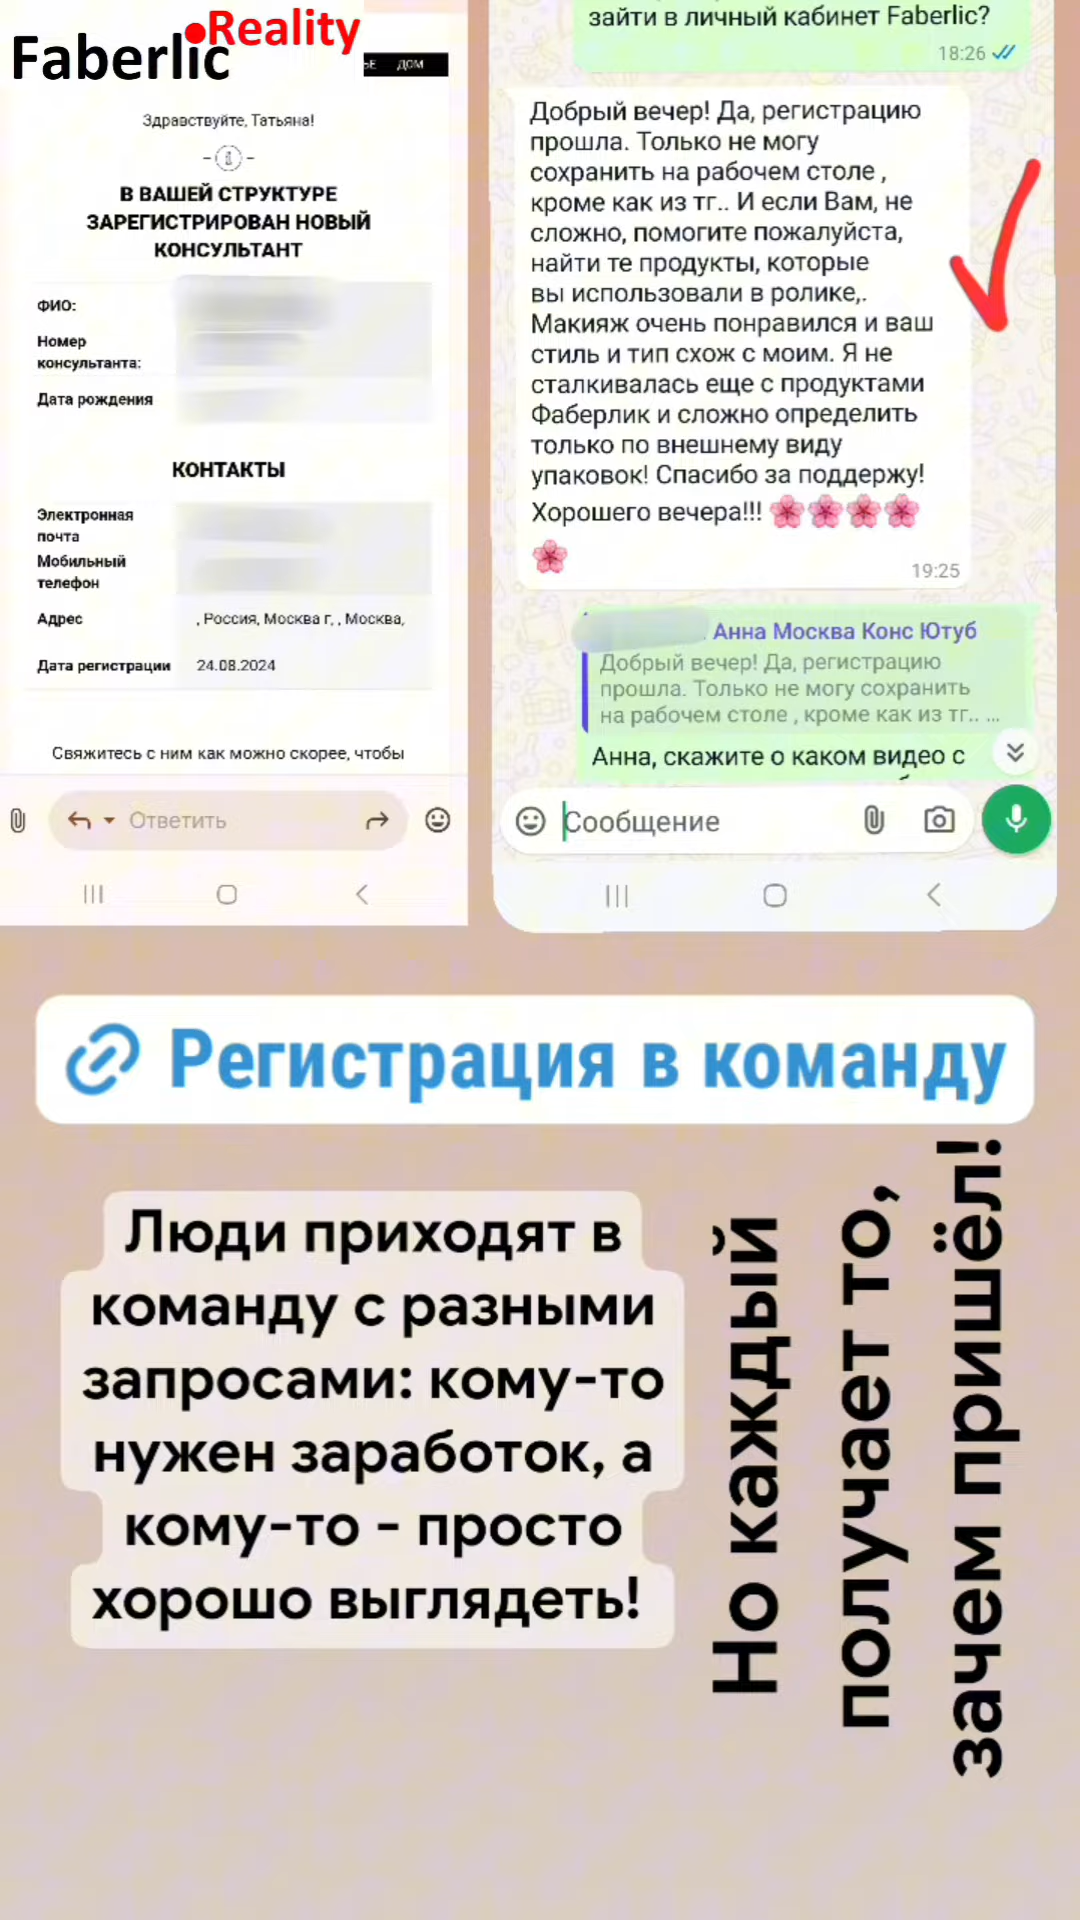 Faberlic
Reality
ЬЕ ДОМ
Здравствуйте, Татьяна!
В ВАШЕЙ СТРУКТУРЕ
ЗАРЕГИСТРИРОВАН НОВЫЙ
КОНСУЛЬТАНТ
ФИО:
Номер
консультанта:
Дата рождения
КОНТАКТЫ
Электронная
почта
Мобильный
телефон
Адрес , Россия, Москва г, , Москва,
Дата регистрации 24.08.2024
Свяжитесь с ним как можно скорее, чтобы
Ответить
зайти в личный кабинет Faberlic?
18:26
Добрый вечер! Да, регистрацию
прошла. Только не могу
сохранить на рабочем столе ,
кроме как из тг.. И если Вам, не
сложно, помогите пожалуйста,
найти те продукты, которые
вы использовали в ролике,.
Макияж очень понравился и ваш
стиль и тип схож с моим. Я не
сталкивалась еще с продуктами
Фаберлик и сложно определить
только по внешнему виду
упаковок! Спасибо за поддержу!
Хорошего вечера!!! 🌸🌸🌸🌸
🌸
19:25
Анна Москва Конс Ютуб
Добрый вечер! Да, регистрацию
прошла. Только не могу сохранить
на рабочем столе , кроме как из тг.. ...
Анна, скажите о каком видео с
Сообщение
Регистрация в команду
Люди приходят в
команду с разными
запросами: кому-то
нужен заработок, а
кому-то - просто
хорошо выглядеть!
Но каждый
получает то,
зачем пришёл!